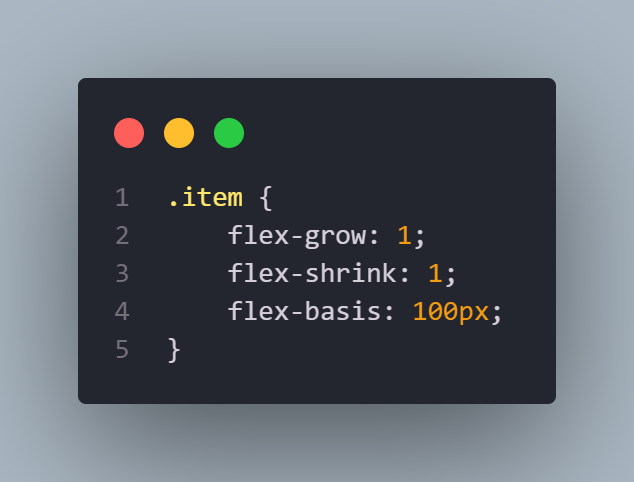 1 .item {
2     flex-grow: 1;
3     flex-shrink: 1;
4     flex-basis: 100px;
5 }